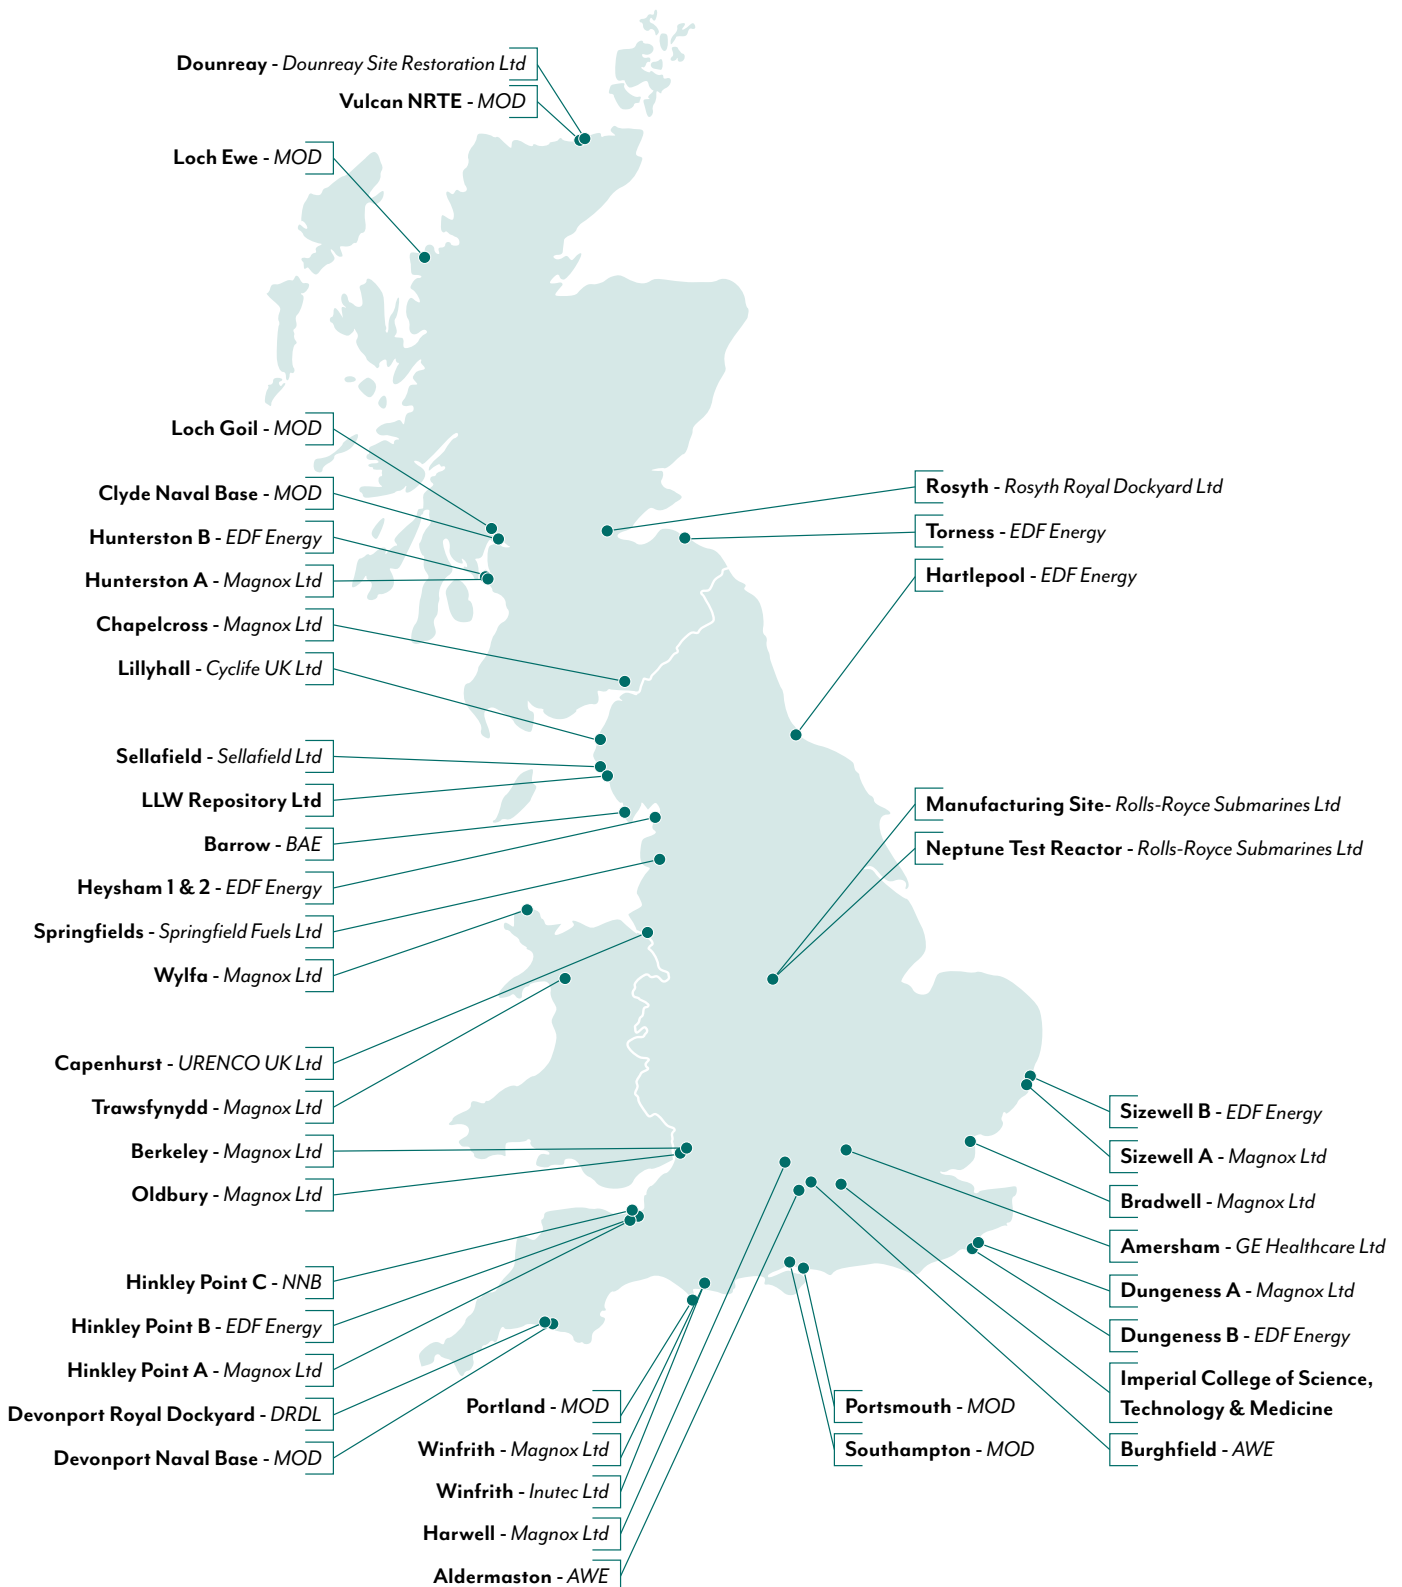 Dounreay - Dounreay Site Restoration Ltd
Vulcan NRTE - MOD
Loch Ewe - MOD
Loch Goil - MOD
Clyde Naval Base - MOD
Hunterston B - EDF Energy
Hunterston A - Magnox Ltd
Chapelcross - Magnox Ltd
Lillyhall - Cyclife UK Ltd
Sellafield - Sellafield Ltd
LLW Repository Ltd
Barrow - BAE
Heysham 1 & 2 - EDF Energy
Springfields - Springfield Fuels Ltd
Wylfa - Magnox Ltd
Capenhurst - URENCO UK Ltd
Trawsfynydd - Magnox Ltd
Berkeley - Magnox Ltd
Oldbury - Magnox Ltd
Hinkley Point C - NNB
Hinkley Point B - EDF Energy
Hinkley Point A - Magnox Ltd
Devonport Royal Dockyard - DRDL
Devonport Naval Base - MOD
Portland - MOD
Winfrith - Magnox Ltd
Winfrith - Inutec Ltd
Harwell - Magnox Ltd
Aldermaston - AWE
Portsmouth - MOD
Southampton - MOD
Rosyth - Rosyth Royal Dockyard Ltd
Torness - EDF Energy
Hartlepool - EDF Energy
Manufacturing Site- Rolls-Royce Submarines Ltd
Neptune Test Reactor - Rolls-Royce Submarines Ltd
Sizewell B - EDF Energy
Sizewell A - Magnox Ltd
Bradwell - Magnox Ltd
Amersham - GE Healthcare Ltd
Dungeness A - Magnox Ltd
Dungeness B - EDF Energy
Imperial College of Science,
Technology & Medicine
Burghfield - AWE